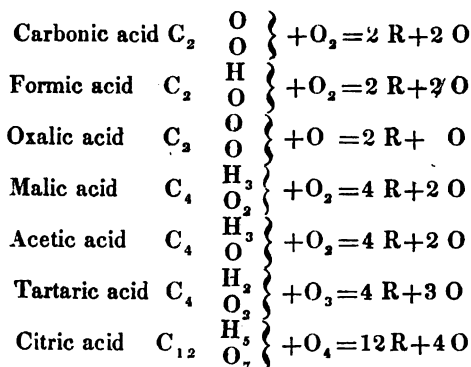 Carbonic acid C₂ O O } +O₂=2 R+2 O
Formic acid C₂ H O } +O₂=2 R+2 O
Oxalic acid C₂ O O } +O =2 R+ O
Malic acid C₄ H₃ O₂ } +O₂=4 R+2 O
Acetic acid C₄ H₃ O } +O₂=4 R+2 O
Tartaric acid C₄ H₂ O₂ } +O₃=4 R+3 O
Citric acid C₁₂ H₅ O₇ } +O₄=12 R+4 O